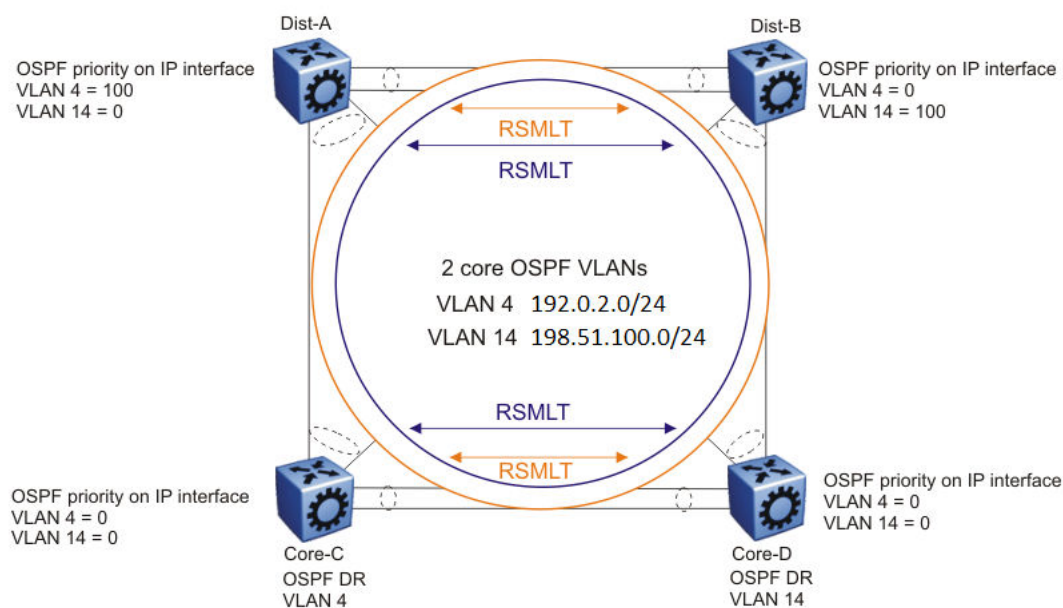 Dist-A
OSPF priority on IP interface
VLAN 4 = 100
VLAN 14 = 0
Dist-B
OSPF priority on IP interface
VLAN 4 = 0
VLAN 14 = 100
RSMLT
RSMLT
2 core OSPF VLANs
VLAN 4 192.0.2.0/24
VLAN 14 198.51.100.0/24
RSMLT
RSMLT
OSPF priority on IP interface
VLAN 4 = 0
VLAN 14 = 0
Core-C
OSPF DR
VLAN 4
OSPF priority on IP interface
VLAN 4 = 0
VLAN 14 = 0
Core-D
OSPF DR
VLAN 14